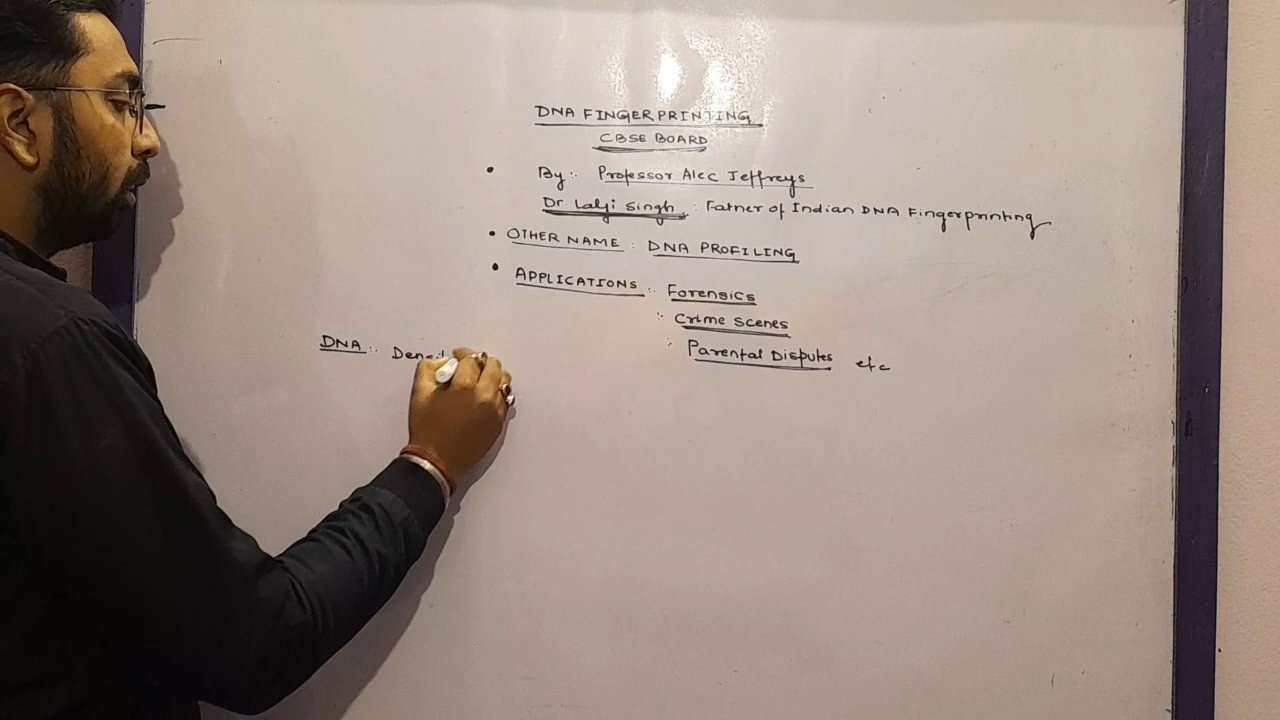 DNA FINGERPRINTING
CBSE BOARD
• By:- Professor Alec Jeffreys
Dr. Lalji Singh : Father of Indian DNA Fingerprinting
• OTHER NAME : DNA PROFILING
• APPLICATIONS :- Forensics
:- Crime Scenes
:- Parental Disputes etc
DNA :-